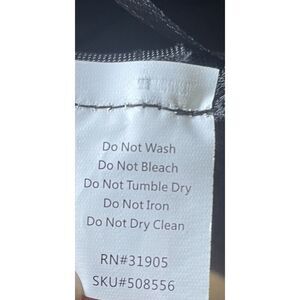 Do Not Wash
Do Not Bleach
Do Not Tumble Dry
Do Not Iron
Do Not Dry Clean
RN#31905
SKU#508556